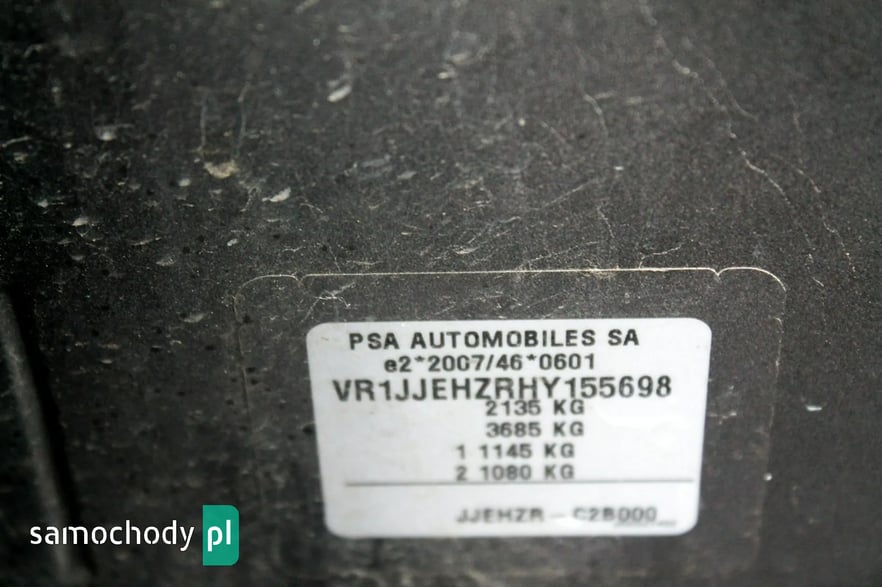 PSA AUTOMOBILES SA
e2*2007/46*0601
VR1JJEHZRHY155698
2135 KG
3685 KG
1 1145 KG
2 1080 KG
JJEHZR - C2B000
samochody pl